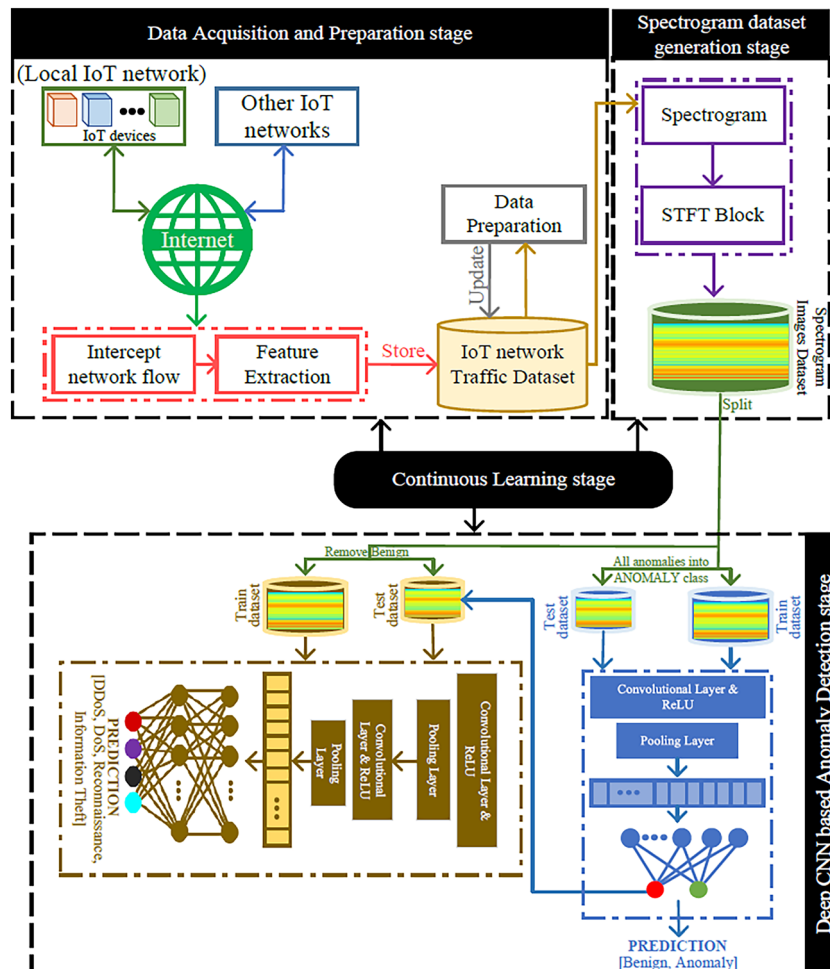 Data Acquisition and Preparation stage
Spectrogram dataset
generation stage
(Local IoT network)
IoT devices
Other IoT
networks
Internet
Data
Preparation
Update
Intercept
network flow
Feature
Extraction
Store
IoT network
Traffic Dataset
Spectrogram
STFT Block
Spectrogram
Images Dataset
Split
Continuous Learning stage
Deep CNN based Anomaly Detection stage
Remove Benign
All anomalies into
ANOMALY class
Train
dataset
Test
dataset
Test
dataset
Train
dataset
PREDICTION
[DDoS, DoS, Reconnaissance,
Information Theft]
Pooling
Layer
Convolutional
Layer & ReLU
Pooling Layer
Convolutional Layer &
ReLU
Convolutional Layer &
ReLU
Pooling Layer
PREDICTION
[Benign, Anomaly]